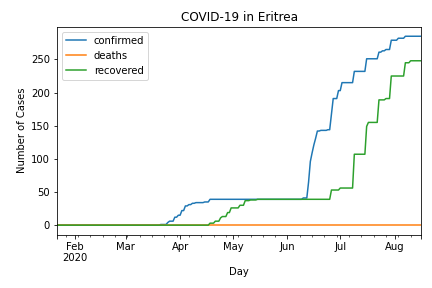 COVID-19 in Eritrea
confirmed
deaths
recovered
Number of Cases
250
200
150
100
50
0
Feb Mar Apr May Jun Jul Aug
2020
Day